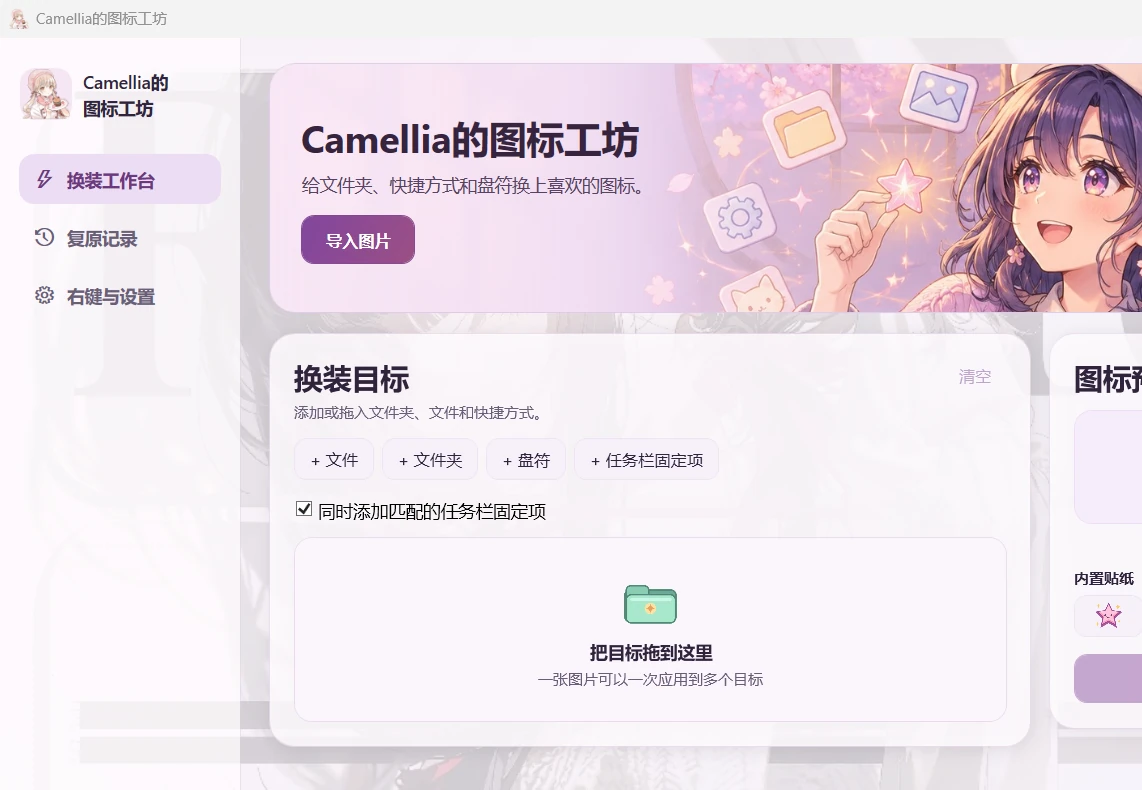 Camellia的图标工坊
Camellia的
图标工坊
换装工作台
复原记录
右键与设置
Camellia的图标工坊
给文件夹、快捷方式和盘符换上喜欢的图标。
导入图片
换装目标
清空
添加或拖入文件夹、文件和快捷方式。
+ 文件
+ 文件夹
+ 盘符
+ 任务栏固定项
同时添加匹配的任务栏固定项
把目标拖到这里
一张图片可以一次应用到多个目标
图标预
内置贴纸